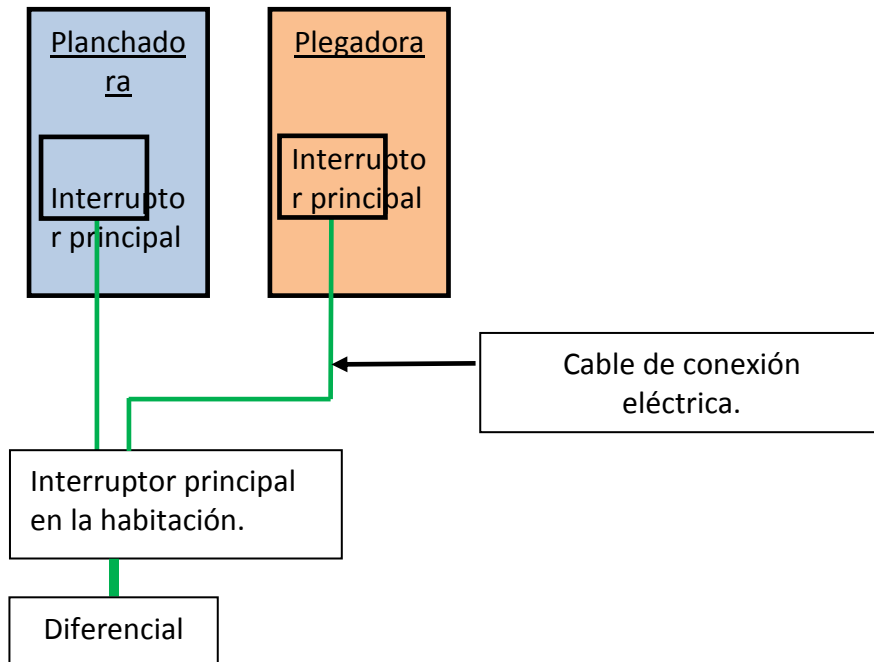 Planchado
ra
Interrupto
r principal
Plegadora
Interrupto
r principal
Cable de conexión
eléctrica.
Interruptor principal
en la habitación.
Diferencial